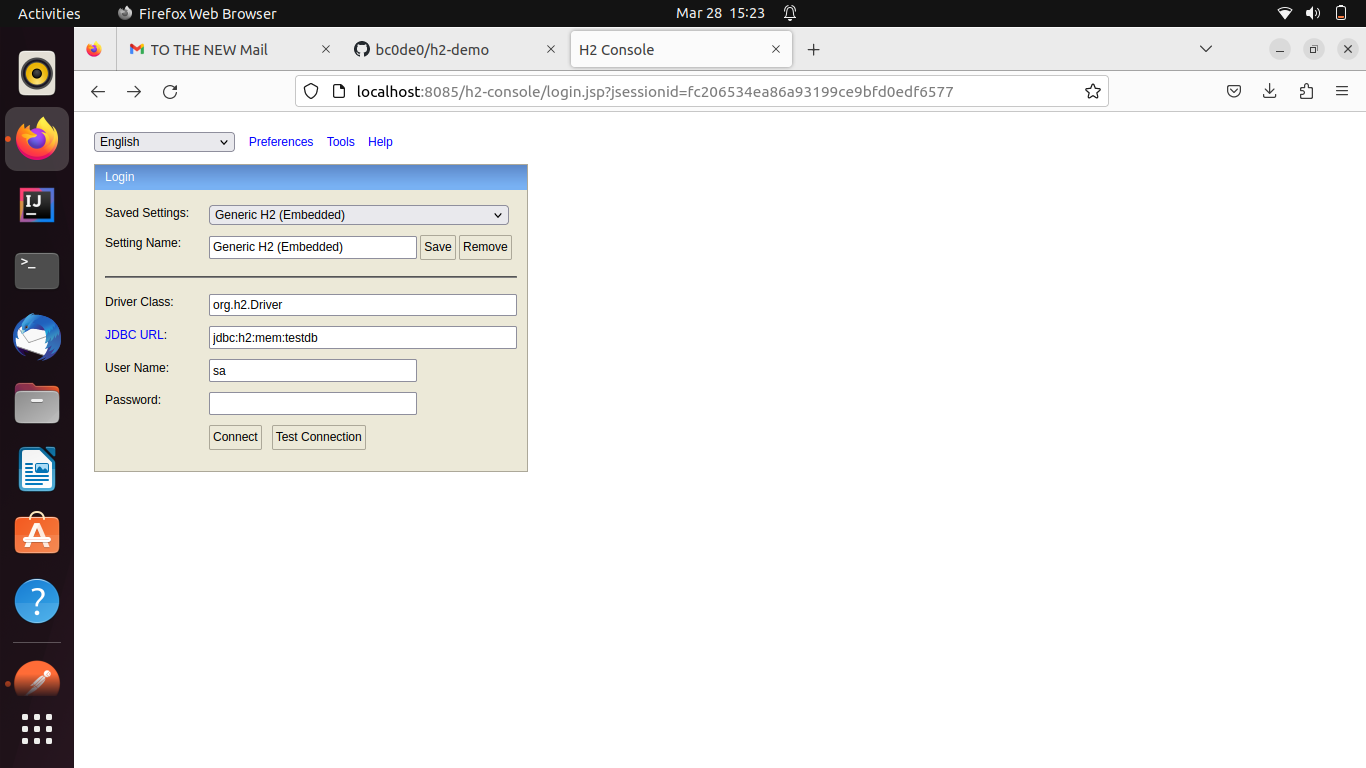 Activities Firefox Web Browser Mar 28 15:23
TO THE NEW Mail bc0de0/h2-demo H2 Console
localhost:8085/h2-console/login.jsp?jsessionid=fc206534ea86a93199ce9bfd0edf6577
English Preferences Tools Help
Login
Saved Settings: Generic H2 (Embedded)
Setting Name: Generic H2 (Embedded) Save Remove
Driver Class: org.h2.Driver
JDBC URL: jdbc:h2:mem:testdb
User Name: sa
Password:
Connect Test Connection
IJ
>_
A
?